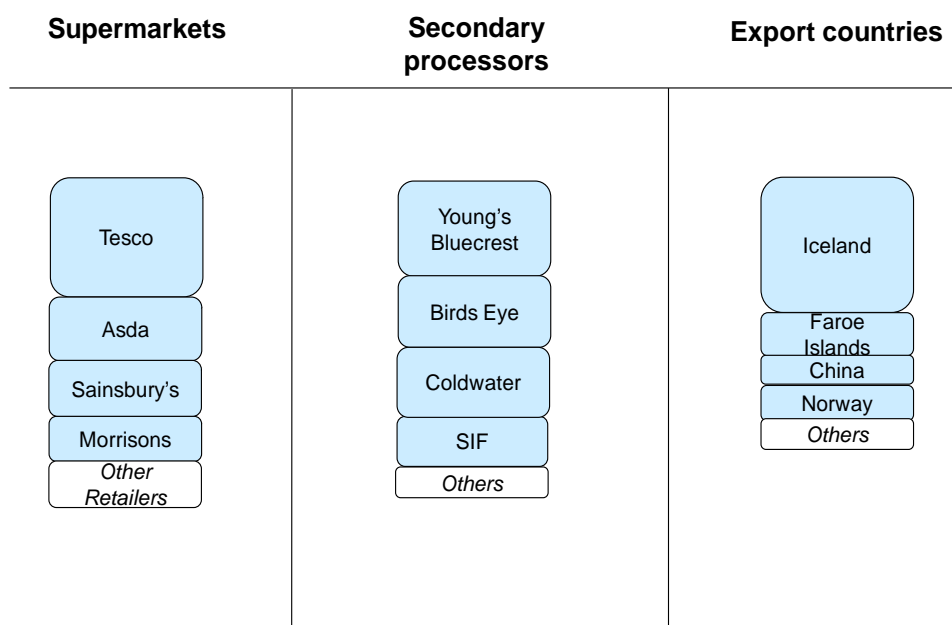 Supermarkets
Secondary
processors
Export countries
Tesco
Asda
Sainsbury’s
Morrisons
Other
Retailers
Young’s
Bluecrest
Birds Eye
Coldwater
SIF
Others
Iceland
Faroe
Islands
China
Norway
Others